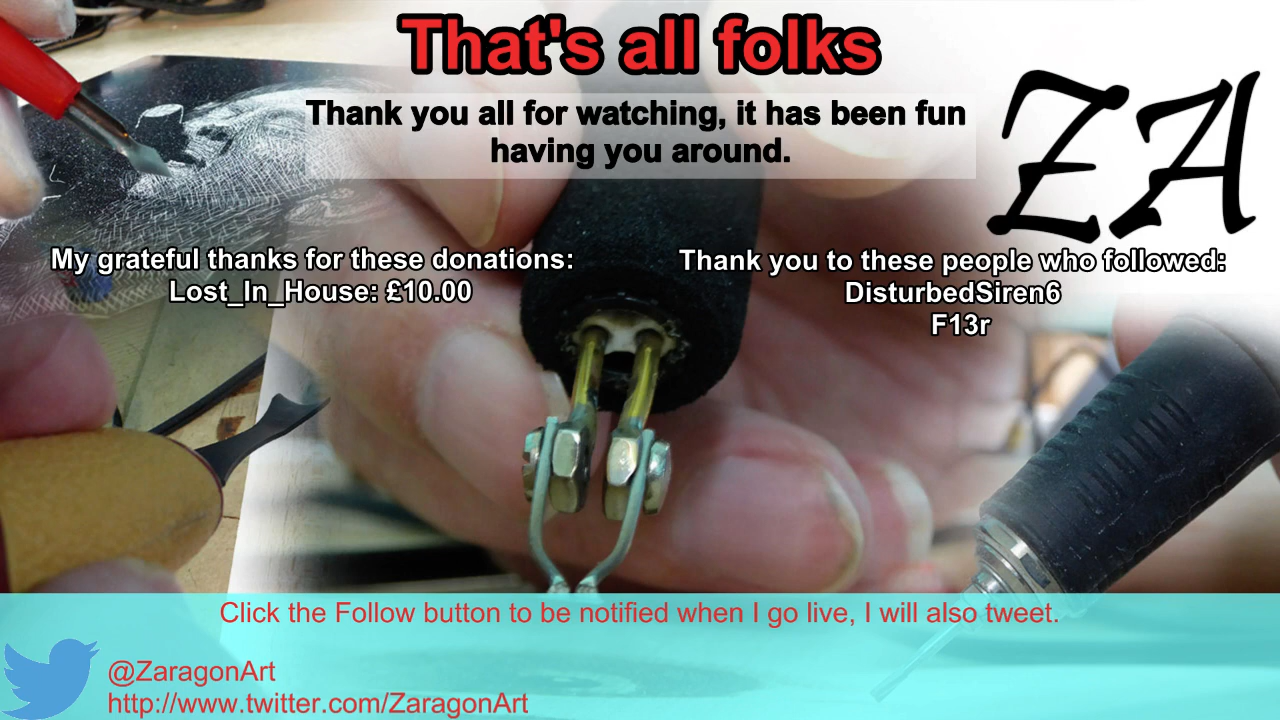 That's all folks
Thank you all for watching, it has been fun
having you around.
ZA
My grateful thanks for these donations:
Lost_In_House: £10.00
Thank you to these people who followed:
DisturbedSiren6
F13r
Click the Follow button to be notified when I go live, I will also tweet.
@ZaragonArt
http://www.twitter.com/ZaragonArt